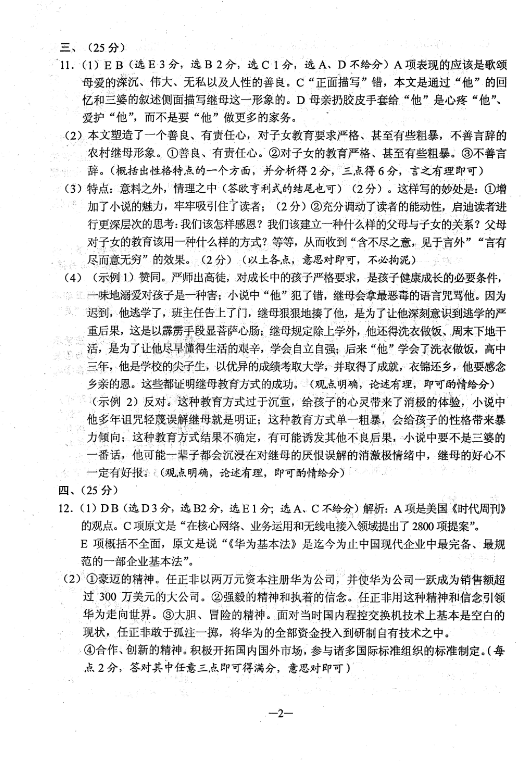 三、（25分）
11．（1）E B（选E 3分，选B 2分，选C 1分，选A、D不给分）A项表现的应该是歌颂
母爱的深沉、伟大、无私以及人性的善良。C“正面描写”错，本文是通过“他”的回
忆和三婆的叙述侧面描写继母这一形象的。D 母亲扔胶皮手套给“他”是心疼“他”、
爱护“他”，而不是要“他”做更多的家务。
（2）本文塑造了一个善良、有责任心，对子女教育要求严格、甚至有些粗暴，不善言辞的
农村继母形象。①善良、有责任心。②对子女的教育严格、甚至有些粗暴。③不善言
辞。（概括出性格特点的一个方面，并分析得2分，三点得6分，言之有理即可）
（3）特点：意料之外，情理之中（答欧亨利式的结尾也可）（2分）。这样写的妙处是：①增
加了小说的魅力，牢牢吸引住了读者；（2分）②充分调动了读者的能动性，启迪读者进
行更深层次的思考：我们该怎样感恩？我们该建立一种什么样的父母与子女的关系？父母
对子女的教育该用一种什么样的方式？等等，从而收到“含不尽之意，见于言外”“言有
尽而意无穷”的效果。（2分）（以上各点，意思对即可，不必拘泥）
（4）（示例1）赞同。严师出高徒，对成长中的孩子严格要求，是孩子健康成长的必要条件，
一味地溺爱对孩子是一种害；小说中“他”犯了错，继母会拿最恶毒的语言咒骂他。因为
迟到，他逃学了，班主任告上了门，继母狠狠地揍了他，是为了让他深刻意识到逃学的严
重后果，这是以霹雳手段显菩萨心肠；继母规定除上学外，他还得洗衣做饭、周末下地干
活，是为了让他尽早懂得生活的艰辛，学会自立自强；后来“他”学会了洗衣做饭，高中
三年，他是学校的尖子生，以优异的成绩考取大学，并取得了成就，衣锦还乡，他要感念
乡亲的恩。这些都证明继母教育方式的成功。（观点明确，论述有理，即可酌情给分）
（示例 2）反对。这种教育方式过于沉重，给孩子的心灵带来了消极的体验，小说中
他多年诅咒轻蔑误解继母就是明证；这种教育方式单一粗暴，会给孩子的性格带来暴
力倾向；这种教育方式结果不确定，有可能诱发其他不良后果，小说中要不是三婆的
一番话，他可能一辈子都会沉浸在对继母的厌恨误解的消激极情绪中，继母的好心不
一定有好报。（观点明确，论述有理，即可酌情给分）
四、（25分）
12．（1）D B（选D 3分，选B2分，选E 1分；选A、C不给分）解析：A项是美国《时代周刊》
的观点。C项原文是“在核心网络、业务运用和无线电接入领域提出了2800项提案”。
E 项概括不全面，原文是说“《华为基本法》是迄今为止中国现代企业中最完备、最规
范的一部企业基本法”。
（2）①豪迈的精神。任正非以两万元资本注册华为公司，并使华为公司一跃成为销售额超
过 300 万美元的大公司。②强毅的精神和执着的信念。任正非用这种精神和信念引领
华为走向世界。③大胆、冒险的精神。面对当时国内程控交换机技术上基本是空白的
现状，任正非敢于孤注一掷，将华为的全部资金投入到研制自有技术之中。
④合作、创新的精神。积极开拓国内国外市场，参与诸多国际标准组织的标准制定。（每
点2分，答对其中任意三点即可得满分，意思对即可）
—2—